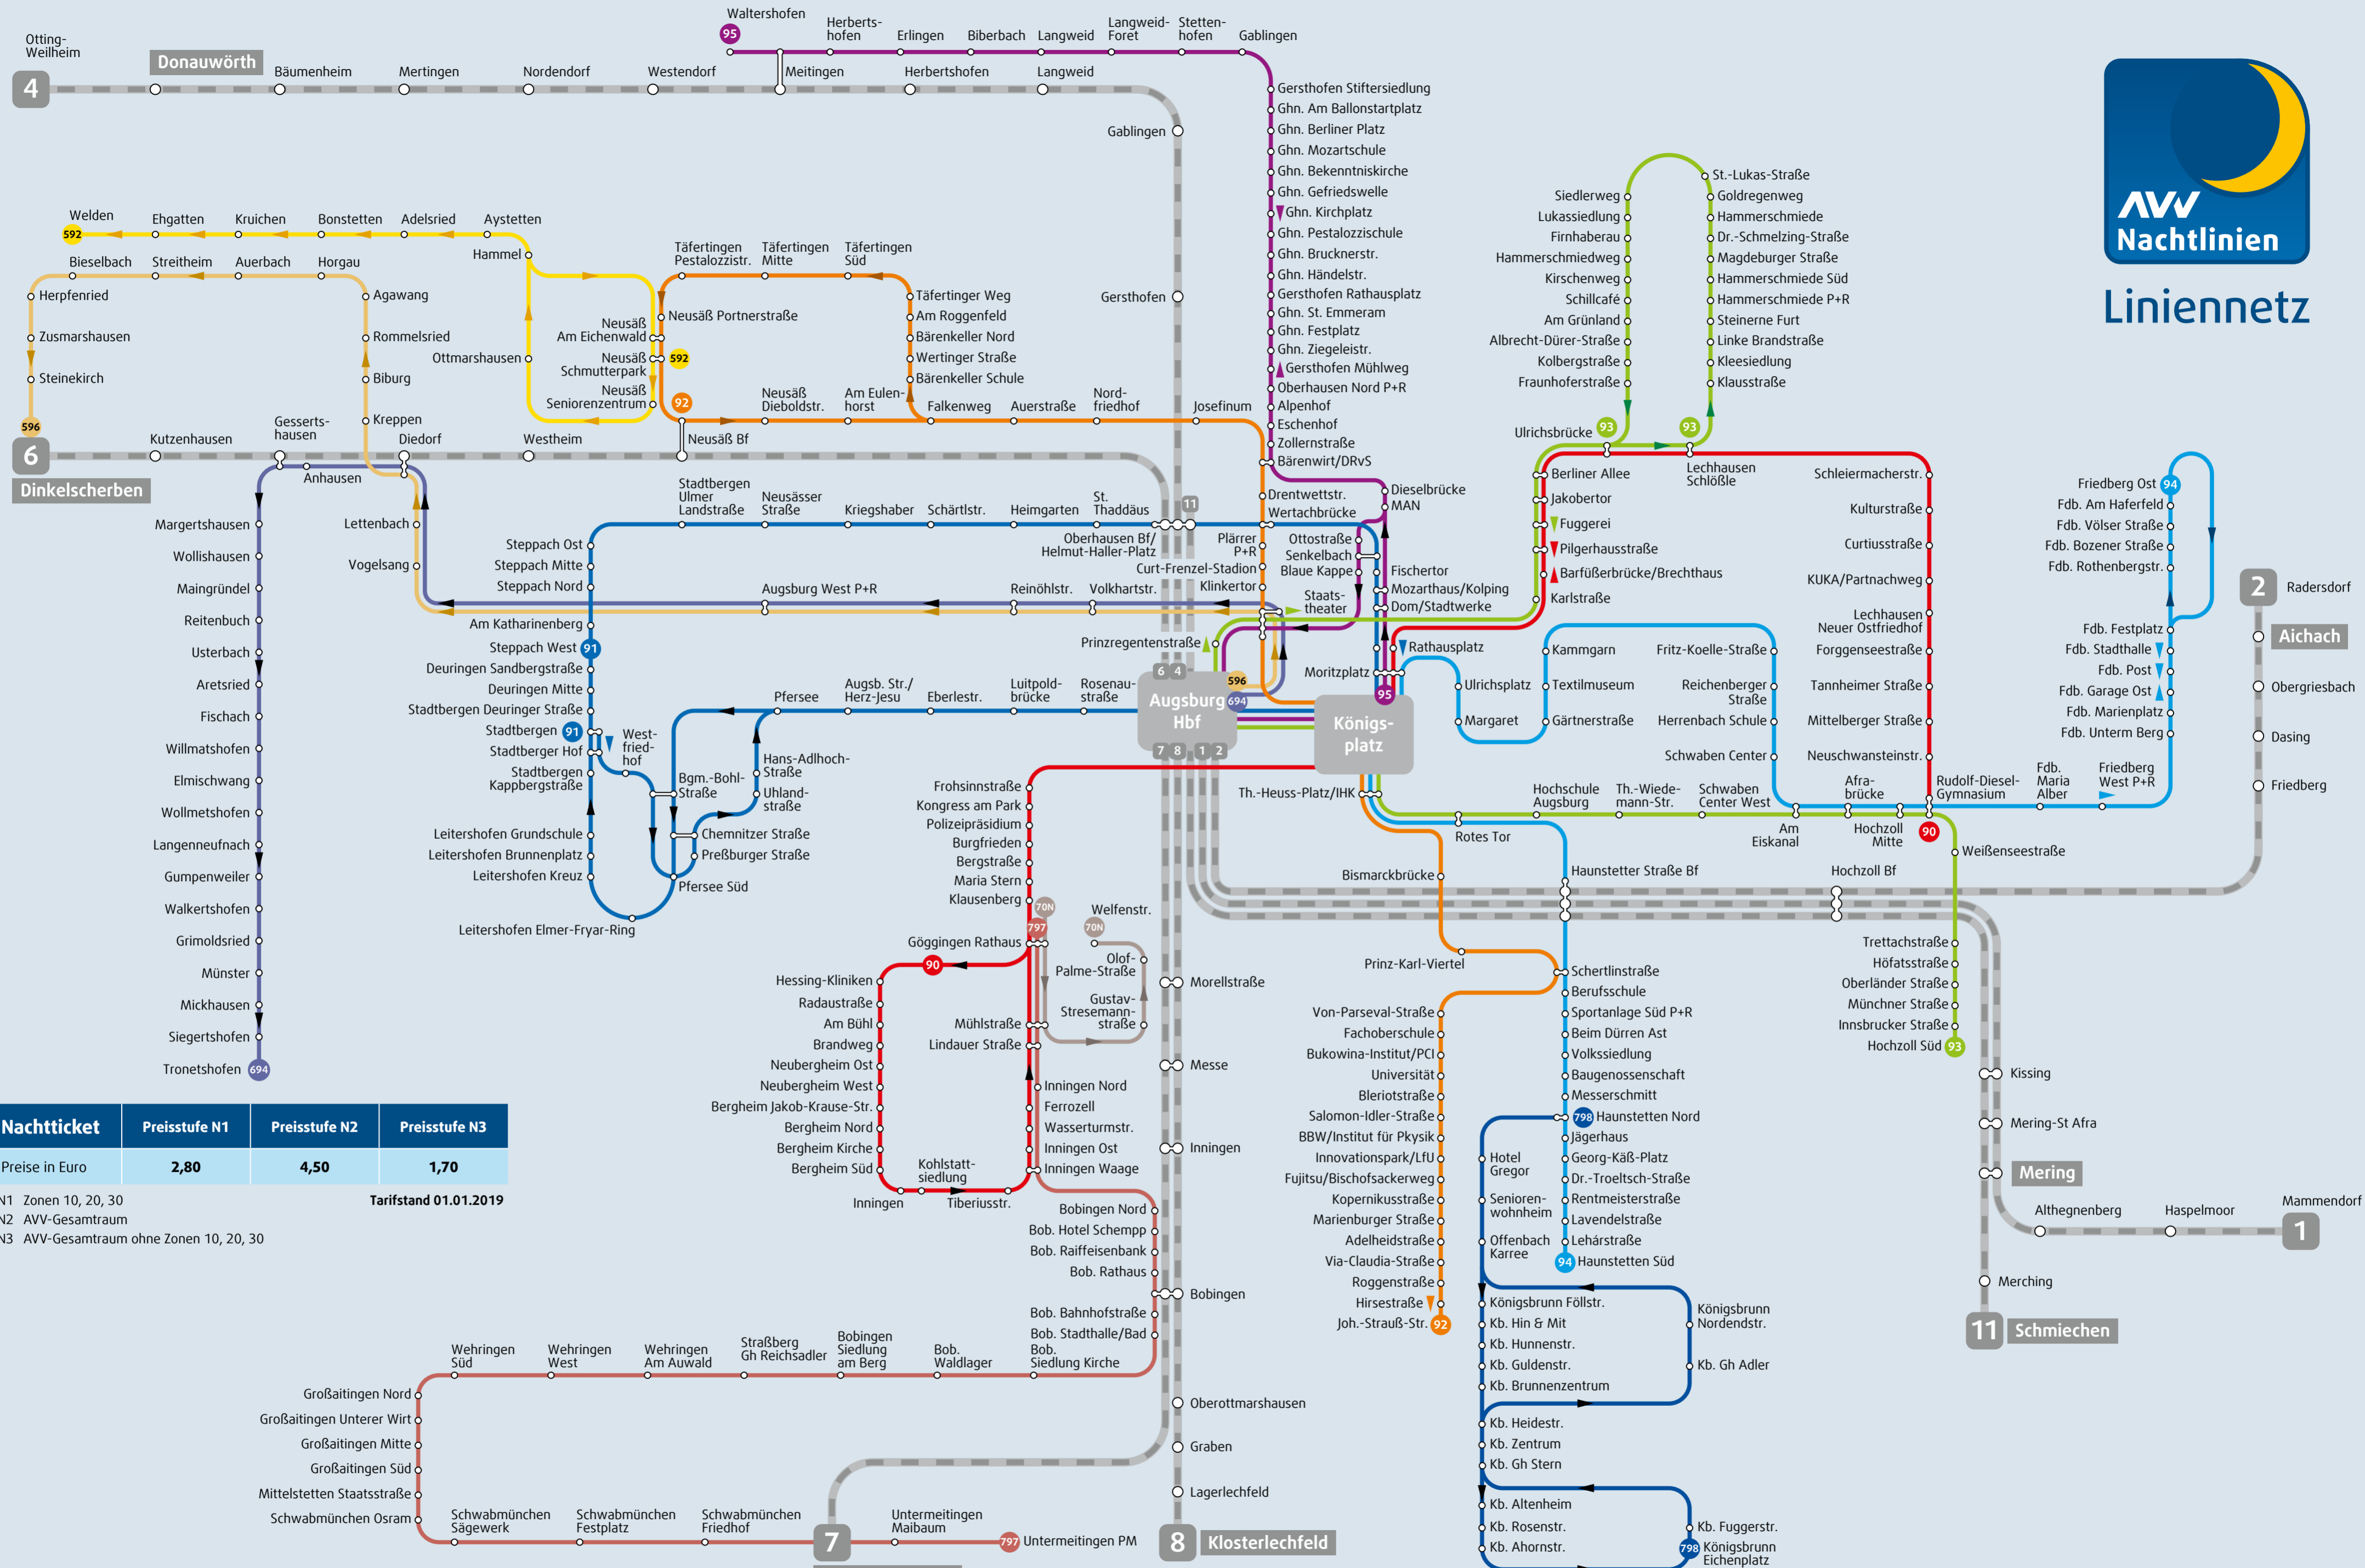 Waltershofen
95
Herberts-
hofen
Erlingen
Biberbach
Langweid
Langweid-
Foret
Stetten-
hofen
Gablingen
Otting-
Weilheim
4
Donauwörth
Bäumenheim
Mertingen
Nordendorf
Westendorf
Meitingen
Herbertshofen
Langweid
Gablingen
Gersthofen
Gersthofen Stiftersiedlung
Ghn. Am Ballonstartplatz
Ghn. Berliner Platz
Ghn. Mozartschule
Ghn. Bekenntniskirche
Ghn. Gefriedswelle
Ghn. Kirchplatz
Ghn. Pestalozzischule
Ghn. Brucknerstr.
Ghn. Händelstr.
Gersthofen Rathausplatz
Ghn. St. Emmeram
Ghn. Festplatz
Ghn. Ziegeleistr.
Gersthofen Mühlweg
Oberhausen Nord P+R
Alpenhof
Eschenhof
Zollernstraße
Bärenwirt/DRvS
AVV
Nachtlinien
Liniennetz
Siedlerweg
Lukassiedlung
Firnhaberau
Hammerschmiedweg
Kirschenweg
Schillcafé
Am Grünland
Albrecht-Dürer-Straße
Kolbergstraße
Fraunhoferstraße
Ulrichsbrücke
93
93
St.-Lukas-Straße
Goldregenweg
Hammerschmiede
Dr.-Schmelzing-Straße
Magdeburger Straße
Hammerschmiede Süd
Hammerschmiede P+R
Steinerne Furt
Linke Brandstraße
Kleesiedlung
Klausstraße
Lechhausen
Schlößle
Welden
592
Ehgatten
Kruichen
Bonstetten
Adelsried
Aystetten
Hammel
Ottmarshausen
Neusäß
Am Eichenwald
Neusäß
Schmutterpark
592
Neusäß
Seniorenzentrum
Bieselbach
Streitheim
Auerbach
Horgau
Herpfenried
Zusmarshausen
Steinekirch
596
Agawang
Rommelsried
Biburg
Kreppen
Täfertingen
Pestalozzistr.
Täfertingen
Mitte
Täfertingen
Süd
Neusäß Portnerstraße
Täfertinger Weg
Am Roggenfeld
Bärenkeller Nord
Wertinger Straße
Bärenkeller Schule
92
Neusäß
Dieboldstr.
Am Eulen-
horst
Falkenweg
Auerstraße
Nord-
friedhof
Josefinum
6
Dinkelscherben
Kutzenhausen
Gesserts-
hausen
Diedorf
Westheim
Neusäß Bf
Anhausen
Lettenbach
Vogelsang
Margertshausen
Wollishausen
Maingründel
Reitenbuch
Usterbach
Aretsried
Fischach
Willmatshofen
Elmischwang
Wollmetshofen
Langenneufnach
Gumpenweiler
Walkertshofen
Grimoldsried
Münster
Mickhausen
Siegertshofen
Tronetshofen
694
Stadtbergen
Ulmer
Landstraße
Neusässer
Straße
Kriegshaber
Schärtlstr.
Heimgarten
St.
Thaddäus
11
Oberhausen Bf/
Helmut-Haller-Platz
Drentwettstr.
Wertachbrücke
Plärrer
P+R
Curt-Frenzel-Stadion
Klinkertor
Dieselbrücke
MAN
Ottostraße
Senkelbach
Blaue Kappe
Fischertor
Mozarthaus/Kolping
Dom/Stadtwerke
Staats-
theater
Rathausplatz
Moritzplatz
95
Prinzregentenstraße
Steppach Ost
Steppach Mitte
Steppach Nord
Am Katharinenberg
Steppach West
91
Deuringen Sandbergstraße
Deuringen Mitte
Stadtbergen Deuringer Straße
Stadtbergen
91
Stadtberger Hof
Stadtbergen
Kappbergstraße
Leitershofen Grundschule
Leitershofen Brunnenplatz
Leitershofen Kreuz
Leitershofen Elmer-Fryar-Ring
Augsburg West P+R
Reinöhlstr.
Volkhartstr.
Pfersee
Augsb. Str./
Herz-Jesu
Eberlestr.
Luitpold-
brücke
Rosenau-
straße
West-
fried-
hof
Bgm.-Bohl-
Straße
Hans-Adlhoch-
Straße
Uhland-
straße
Chemnitzer Straße
Preßburger Straße
Pfersee Süd
6 4
Augsburg
Hbf
7 8 1 2
596
694
Königs-
platz
Berliner Allee
Jakobertor
Fuggerei
Pilgerhausstraße
Barfüßerbrücke/Brechthaus
Karlstraße
Ulrichsplatz
Margaret
Kammgarn
Textilmuseum
Gärtnerstraße
Fritz-Koelle-Straße
Reichenberger
Straße
Herrenbach Schule
Schwaben Center
Schleiermacherstr.
Kulturstraße
Curtiusstraße
KUKA/Partnachweg
Lechhausen
Neuer Ostfriedhof
Forggenseestraße
Tannheimer Straße
Mittelberger Straße
Neuschwansteinstr.
Rudolf-Diesel-
Gymnasium
90
Friedberg Ost
94
Fdb. Am Haferfeld
Fdb. Völser Straße
Fdb. Bozener Straße
Fdb. Rothenbergstr.
Fdb. Festplatz
Fdb. Stadthalle
Fdb. Post
Fdb. Garage Ost
Fdb. Marienplatz
Fdb. Unterm Berg
Fdb.
Maria
Alber
Friedberg
West P+R
2
Radersdorf
Aichach
Obergriesbach
Dasing
Friedberg
Th.-Heuss-Platz/IHK
Rotes Tor
Hochschule
Augsburg
Th.-Wiede-
mann-Str.
Schwaben
Center West
Am
Eiskanal
Afra-
brücke
Hochzoll
Mitte
Weißenseestraße
Haunstetter Straße Bf
Hochzoll Bf
Trettachstraße
Höfatsstraße
Oberländer Straße
Münchner Straße
Innsbrucker Straße
Hochzoll Süd
93
Bismarckbrücke
Prinz-Karl-Viertel
Frohsinnstraße
Kongress am Park
Polizeipräsidium
Burgfrieden
Bergstraße
Maria Stern
Klausenberg
70N
797
Göggingen Rathaus
Welfenstr.
70N
Olof-
Palme-Straße
Gustav-
Stresemann-
straße
90
Hessing-Kliniken
Radaustraße
Am Bühl
Brandweg
Neubergheim Ost
Neubergheim West
Bergheim Jakob-Krause-Str.
Bergheim Nord
Bergheim Kirche
Bergheim Süd
Inningen
Kohlstatt-
siedlung
Tiberiusstr.
Mühlstraße
Lindauer Straße
Inningen Nord
Ferrozell
Wasserturmstr.
Inningen Ost
Inningen Waage
Morellstraße
Messe
Inningen
Bobingen
Oberottmarshausen
Graben
Lagerlechfeld
8
Klosterlechfeld
Schertlinstraße
Berufsschule
Sportanlage Süd P+R
Beim Dürren Ast
Volkssiedlung
Baugenossenschaft
Messerschmitt
798
Haunstetten Nord
Jägerhaus
Georg-Käß-Platz
Dr.-Troeltsch-Straße
Rentmeisterstraße
Lavendelstraße
Lehárstraße
94
Haunstetten Süd
Von-Parseval-Straße
Fachoberschule
Bukowina-Institut/PCI
Universität
Bleriotstraße
Salomon-Idler-Straße
BBW/Institut für Pkysik
Innovationspark/LfU
Fujitsu/Bischofsackerweg
Kopernikusstraße
Marienburger Straße
Adelheidstraße
Via-Claudia-Straße
Roggenstraße
Hirsestraße
Joh.-Strauß-Str.
92
Hotel
Gregor
Senioren-
wohnheim
Offenbach
Karree
Königsbrunn Föllstr.
Kb. Hin & Mit
Kb. Hunnenstr.
Kb. Guldenstr.
Kb. Brunnenzentrum
Königsbrunn
Nordendstr.
Kb. Gh Adler
Kb. Heidestr.
Kb. Zentrum
Kb. Gh Stern
Kb. Altenheim
Kb. Rosenstr.
Kb. Ahornstr.
Kb. Fuggerstr.
798
Königsbrunn
Eichenplatz
Kissing
Mering-St Afra
Mering
Althegnenberg
Haspelmoor
Mammendorf
1
Merching
11
Schmiechen
Nachtticket
Preisstufe N1
Preisstufe N2
Preisstufe N3
Preise in Euro
2,80
4,50
1,70
N1 Zonen 10, 20, 30
Tarifstand 01.01.2019
N2 AVV-Gesamtraum
N3 AVV-Gesamtraum ohne Zonen 10, 20, 30
Bobingen Nord
Bob. Hotel Schempp
Bob. Raiffeisenbank
Bob. Rathaus
Bob. Bahnhofstraße
Bob. Stadthalle/Bad
Bob.
Siedlung Kirche
Bob.
Waldlager
Bobingen
Siedlung
am Berg
Straßberg
Gh Reichsadler
Wehringen
Am Auwald
Wehringen
West
Wehringen
Süd
Großaitingen Nord
Großaitingen Unterer Wirt
Großaitingen Mitte
Großaitingen Süd
Mittelstetten Staatsstraße
Schwabmünchen Osram
Schwabmünchen
Sägewerk
Schwabmünchen
Festplatz
Schwabmünchen
Friedhof
7
Untermeitingen
Maibaum
797
Untermeitingen PM